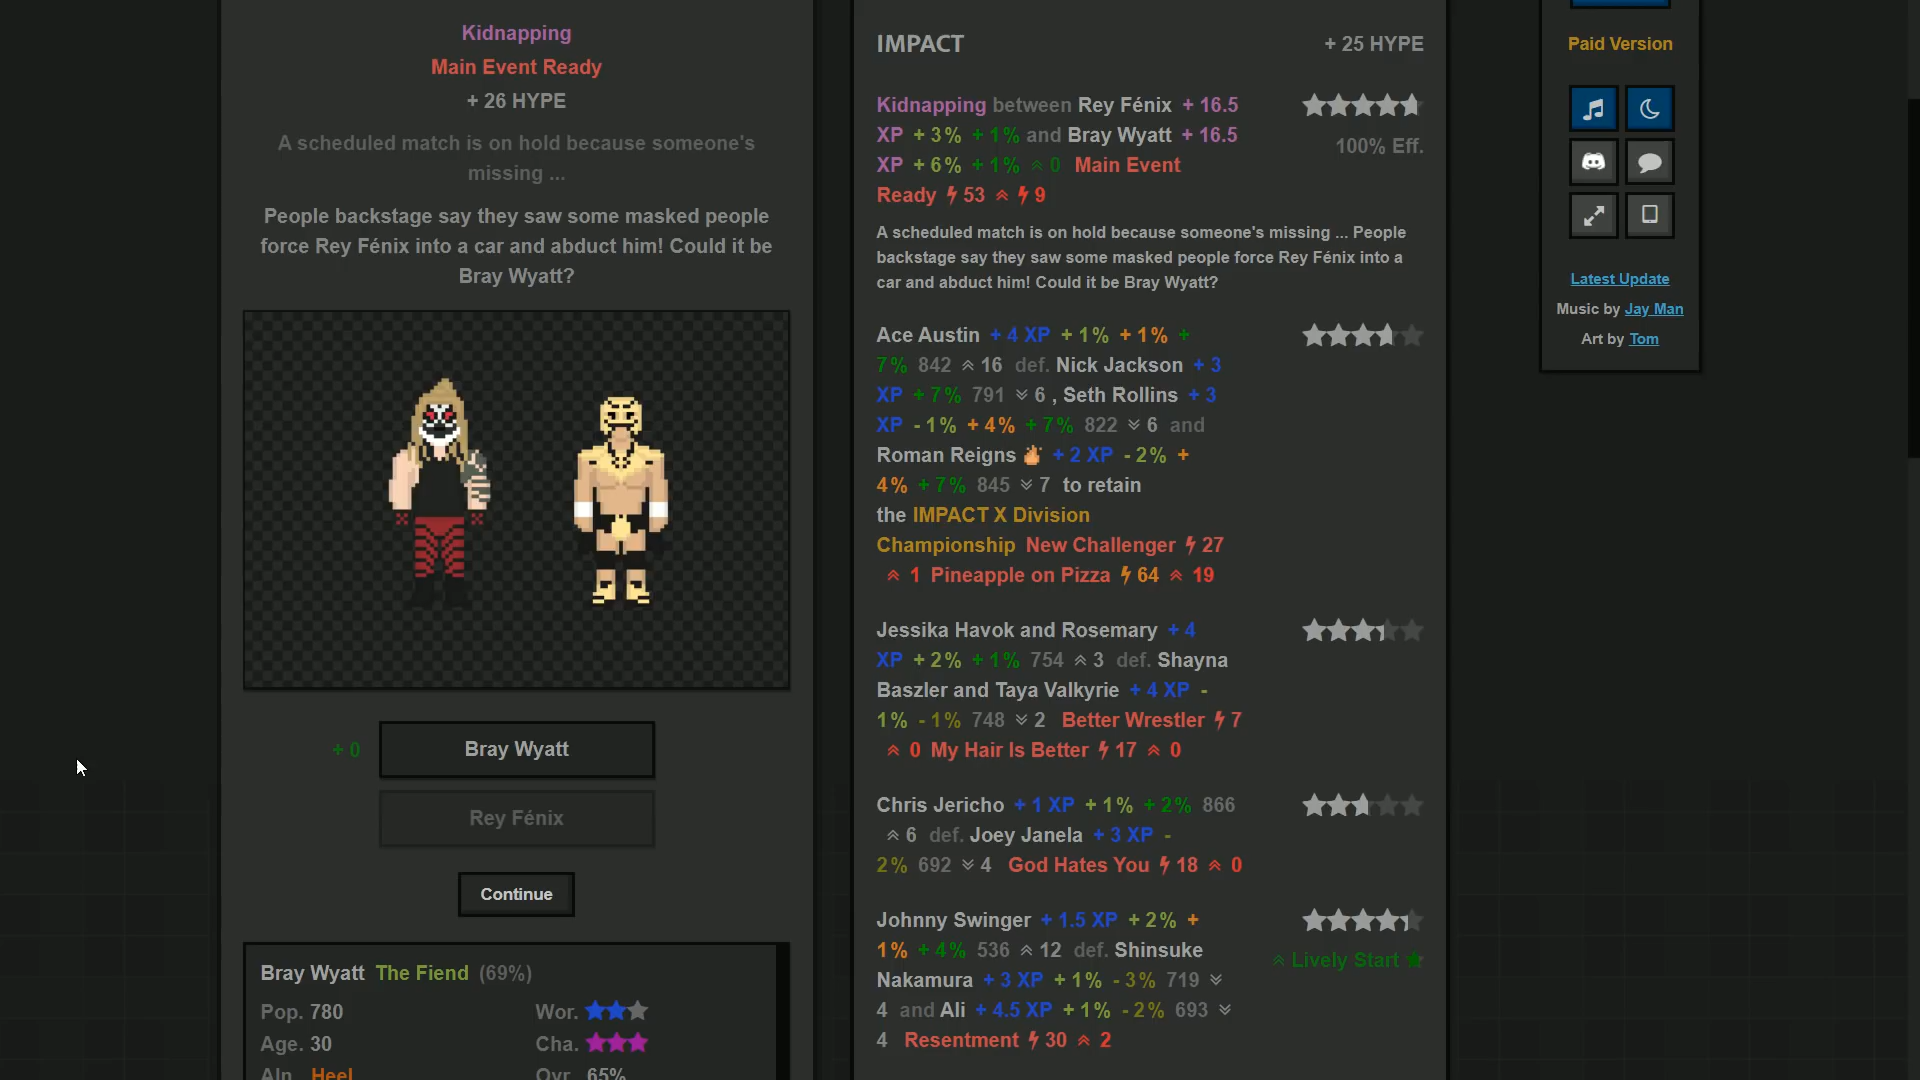 Kidnapping
Main Event Ready
+ 26 HYPE
A scheduled match is on hold because someone's
missing ...
People backstage say they saw some masked people
force Rey Fénix into a car and abduct him! Could it be
Bray Wyatt?
+ 0 Bray Wyatt
Rey Fénix
Continue
Bray Wyatt The Fiend (69%)
Pop. 780 Wor.
Age. 30 Cha.
Aln. Heel Ovr. 65%
IMPACT + 25 HYPE
Kidnapping between Rey Fénix + 16.5
XP + 3% + 1% and Bray Wyatt + 16.5
XP + 6% + 1% 0 Main Event
Ready 53 9
100% Eff.
A scheduled match is on hold because someone's missing ... People
backstage say they saw some masked people force Rey Fénix into a
car and abduct him! Could it be Bray Wyatt?
Ace Austin + 4 XP + 1% + 1% +
7% 842 16 def. Nick Jackson + 3
XP + 7% 791 6 , Seth Rollins + 3
XP - 1% + 4% + 7% 822 6 and
Roman Reigns + 2 XP - 2% +
4% + 7% 845 7 to retain
the IMPACT X Division
Championship New Challenger 27
1 Pineapple on Pizza 64 19
Jessika Havok and Rosemary + 4
XP + 2% + 1% 754 3 def. Shayna
Baszler and Taya Valkyrie + 4 XP -
1% - 1% 748 2 Better Wrestler 7
0 My Hair Is Better 17 0
Chris Jericho + 1 XP + 1% + 2% 866
6 def. Joey Janela + 3 XP -
2% 692 4 God Hates You 18 0
Johnny Swinger + 1.5 XP + 2% +
1% + 4% 536 12 def. Shinsuke
Nakamura + 3 XP + 1% - 3% 719
4 and Ali + 4.5 XP + 1% - 2% 693
4 Resentment 30 2
Lively Start
Paid Version
Latest Update
Music by Jay Man
Art by Tom